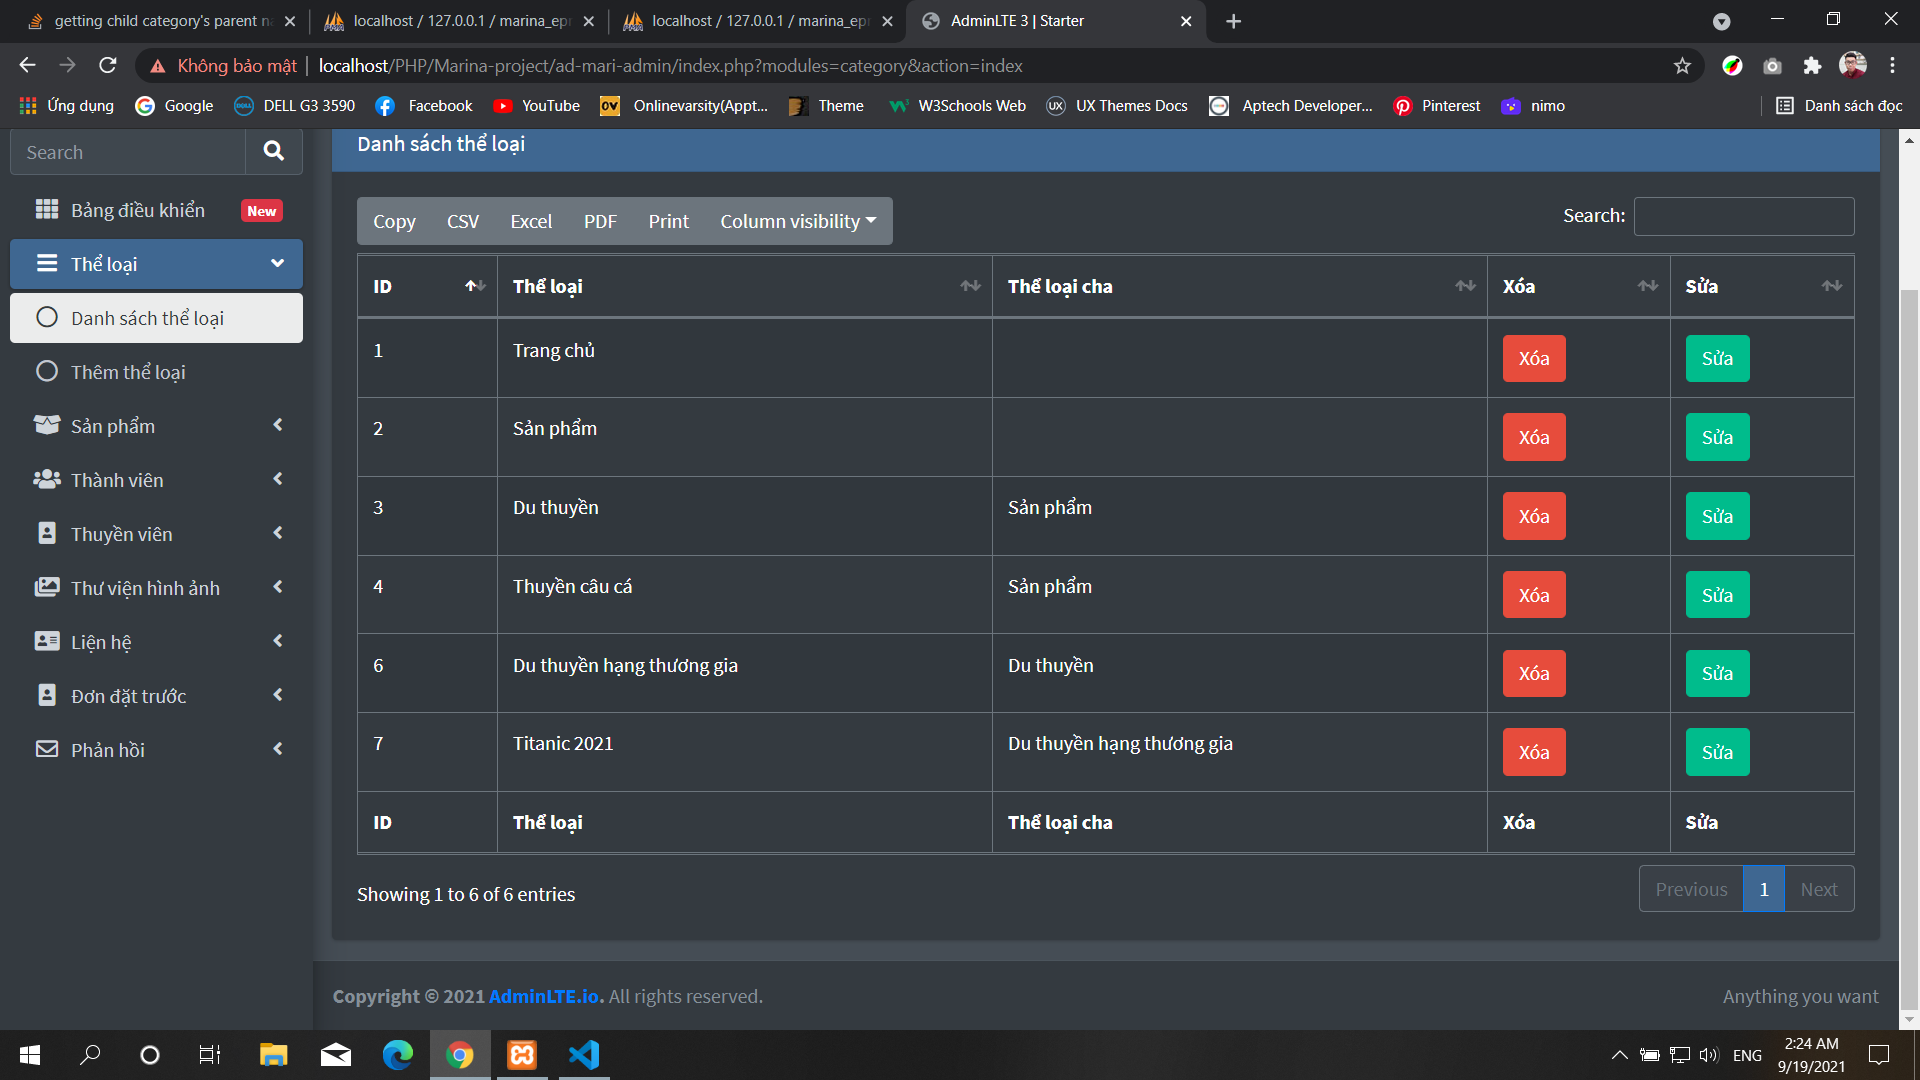 getting child category's parent na
localhost / 127.0.0.1 / marina_epr
localhost / 127.0.0.1 / marina_epr
AdminLTE 3 | Starter
Không bảo mật
localhost/PHP/Marina-project/ad-mari-admin/index.php?modules=category&action=index
Ứng dụng
Google
DELL G3 3590
Facebook
YouTube
Onlinevarsity(Appt...
Theme
W3Schools Web
UX Themes Docs
Aptech Developer...
Pinterest
nimo
Danh sách đọc
Search
Bảng điều khiển New
Thể loại
Danh sách thể loại
Thêm thể loại
Sản phẩm
Thành viên
Thuyền viên
Thư viện hình ảnh
Liện hệ
Đơn đặt trước
Phản hồi
Danh sách thể loại
Copy CSV Excel PDF Print Column visibility
Search:
ID Thể loại Thể loại cha Xóa Sửa
1 Trang chủ Xóa Sửa
2 Sản phẩm Xóa Sửa
3 Du thuyền Sản phẩm Xóa Sửa
4 Thuyền câu cá Sản phẩm Xóa Sửa
6 Du thuyền hạng thương gia Du thuyền Xóa Sửa
7 Titanic 2021 Du thuyền hạng thương gia Xóa Sửa
ID Thể loại Thể loại cha Xóa Sửa
Showing 1 to 6 of 6 entries
Previous 1 Next
Copyright © 2021 AdminLTE.io. All rights reserved.
Anything you want
ENG
2:24 AM
9/19/2021